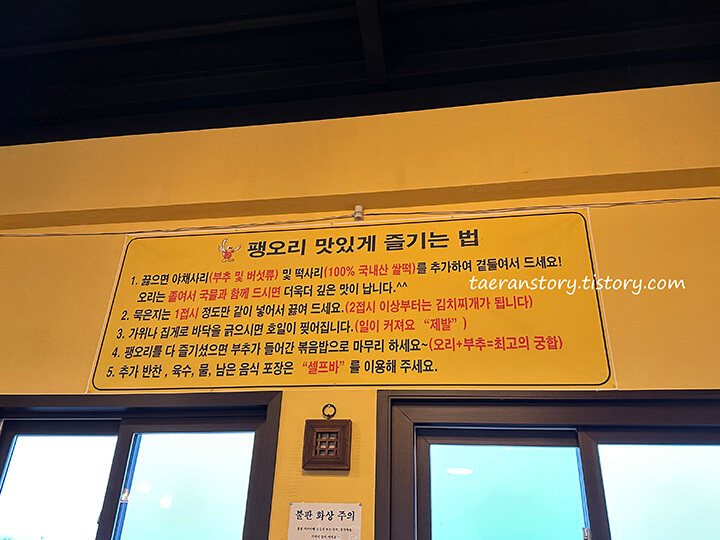 팽오리 맛있게 즐기는 법
1. 끓으면 야채사리(부추 및 버섯류) 및 떡사리(100% 국내산 쌀떡)를 추가하여 곁들여서 드세요!
오리는 졸여서 국물과 함께 드시면 더욱더 깊은 맛이 납니다.^^
taeranstory.tistory.com
2. 묵은지는 1접시 정도만 같이 넣어서 끓여 드세요.(2접시 이상부터는 김치찌개가 됩니다)
3. 가위나 집게로 바닥을 긁으시면 호일이 찢어집니다.(일이 커져요 “제발”)
4. 팽오리를 다 즐기셨으면 부추가 들어간 볶음밥으로 마무리 하세요~(오리+부추=최고의 궁합)
5. 추가 반찬 , 육수, 물, 남은 음식 포장은 “셀프바”를 이용해 주세요.
불판 화상 주의